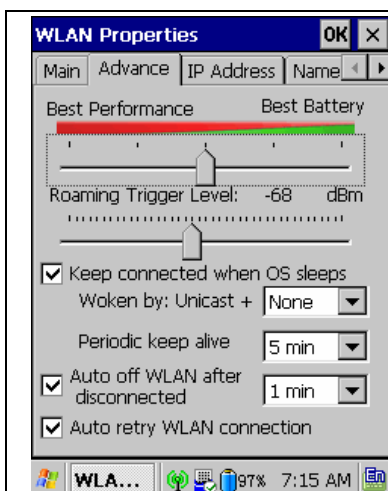 WLAN Properties OK ×
Main Advance IP Address Name
Best Performance Best Battery
Roaming Trigger Level: -68 dBm
Keep connected when OS sleeps
Woken by: Unicast + None
Periodic keep alive 5 min
Auto off WLAN after
disconnected 1 min
Auto retry WLAN connection
WLA... 97% 7:15 AM En